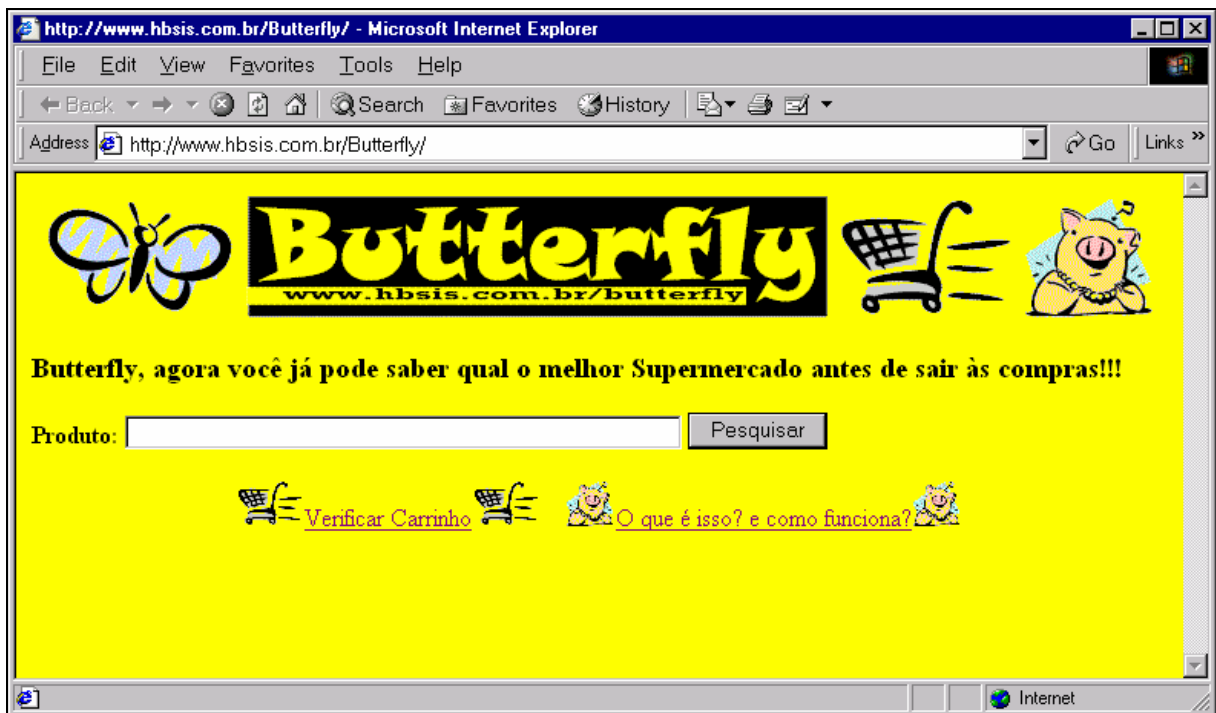 http://www.hbsis.com.br/Butterfly/ - Microsoft Internet Explorer
File Edit View Favorites Tools Help
Back Search Favorites History
Address http://www.hbsis.com.br/Butterfly/ Go Links »
Butterfly
www.hbsis.com.br/butterfly
Butterfly, agora você já pode saber qual o melhor Supermercado antes de sair às compras!!!
Produto: Pesquisar
Verificar Carrinho O que é isso? e como funciona?
Internet